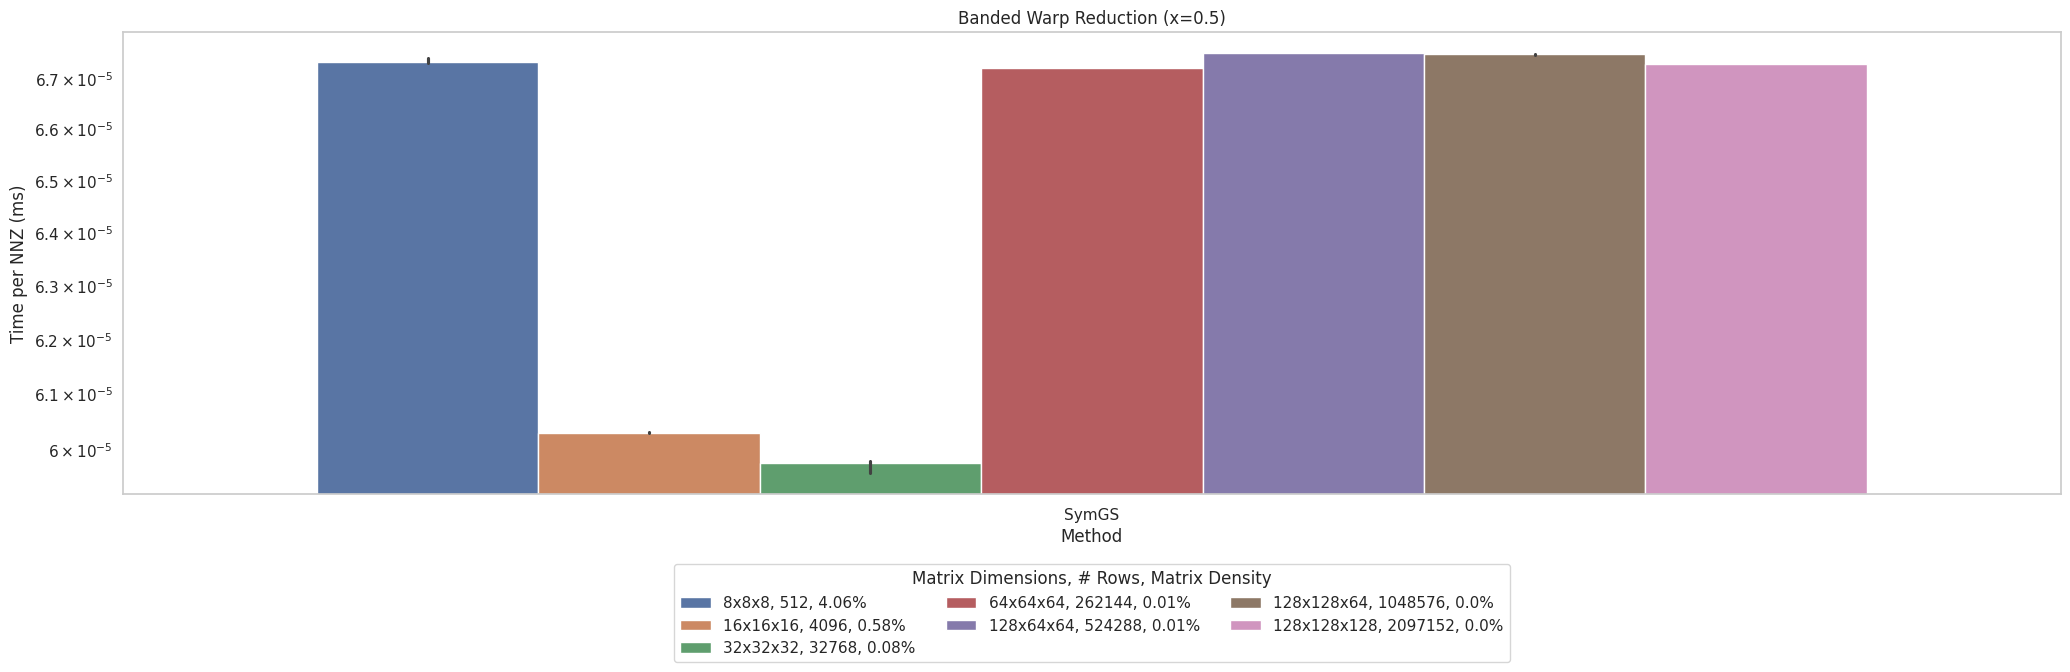 Banded Warp Reduction (x=0.5)
Time per NNZ (ms)
6.7 × 10⁻⁵
6.6 × 10⁻⁵
6.5 × 10⁻⁵
6.4 × 10⁻⁵
6.3 × 10⁻⁵
6.2 × 10⁻⁵
6.1 × 10⁻⁵
6 × 10⁻⁵
SymGS
Method
Matrix Dimensions, # Rows, Matrix Density
8x8x8, 512, 4.06%
16x16x16, 4096, 0.58%
32x32x32, 32768, 0.08%
64x64x64, 262144, 0.01%
128x64x64, 524288, 0.01%
128x128x64, 1048576, 0.0%
128x128x128, 2097152, 0.0%